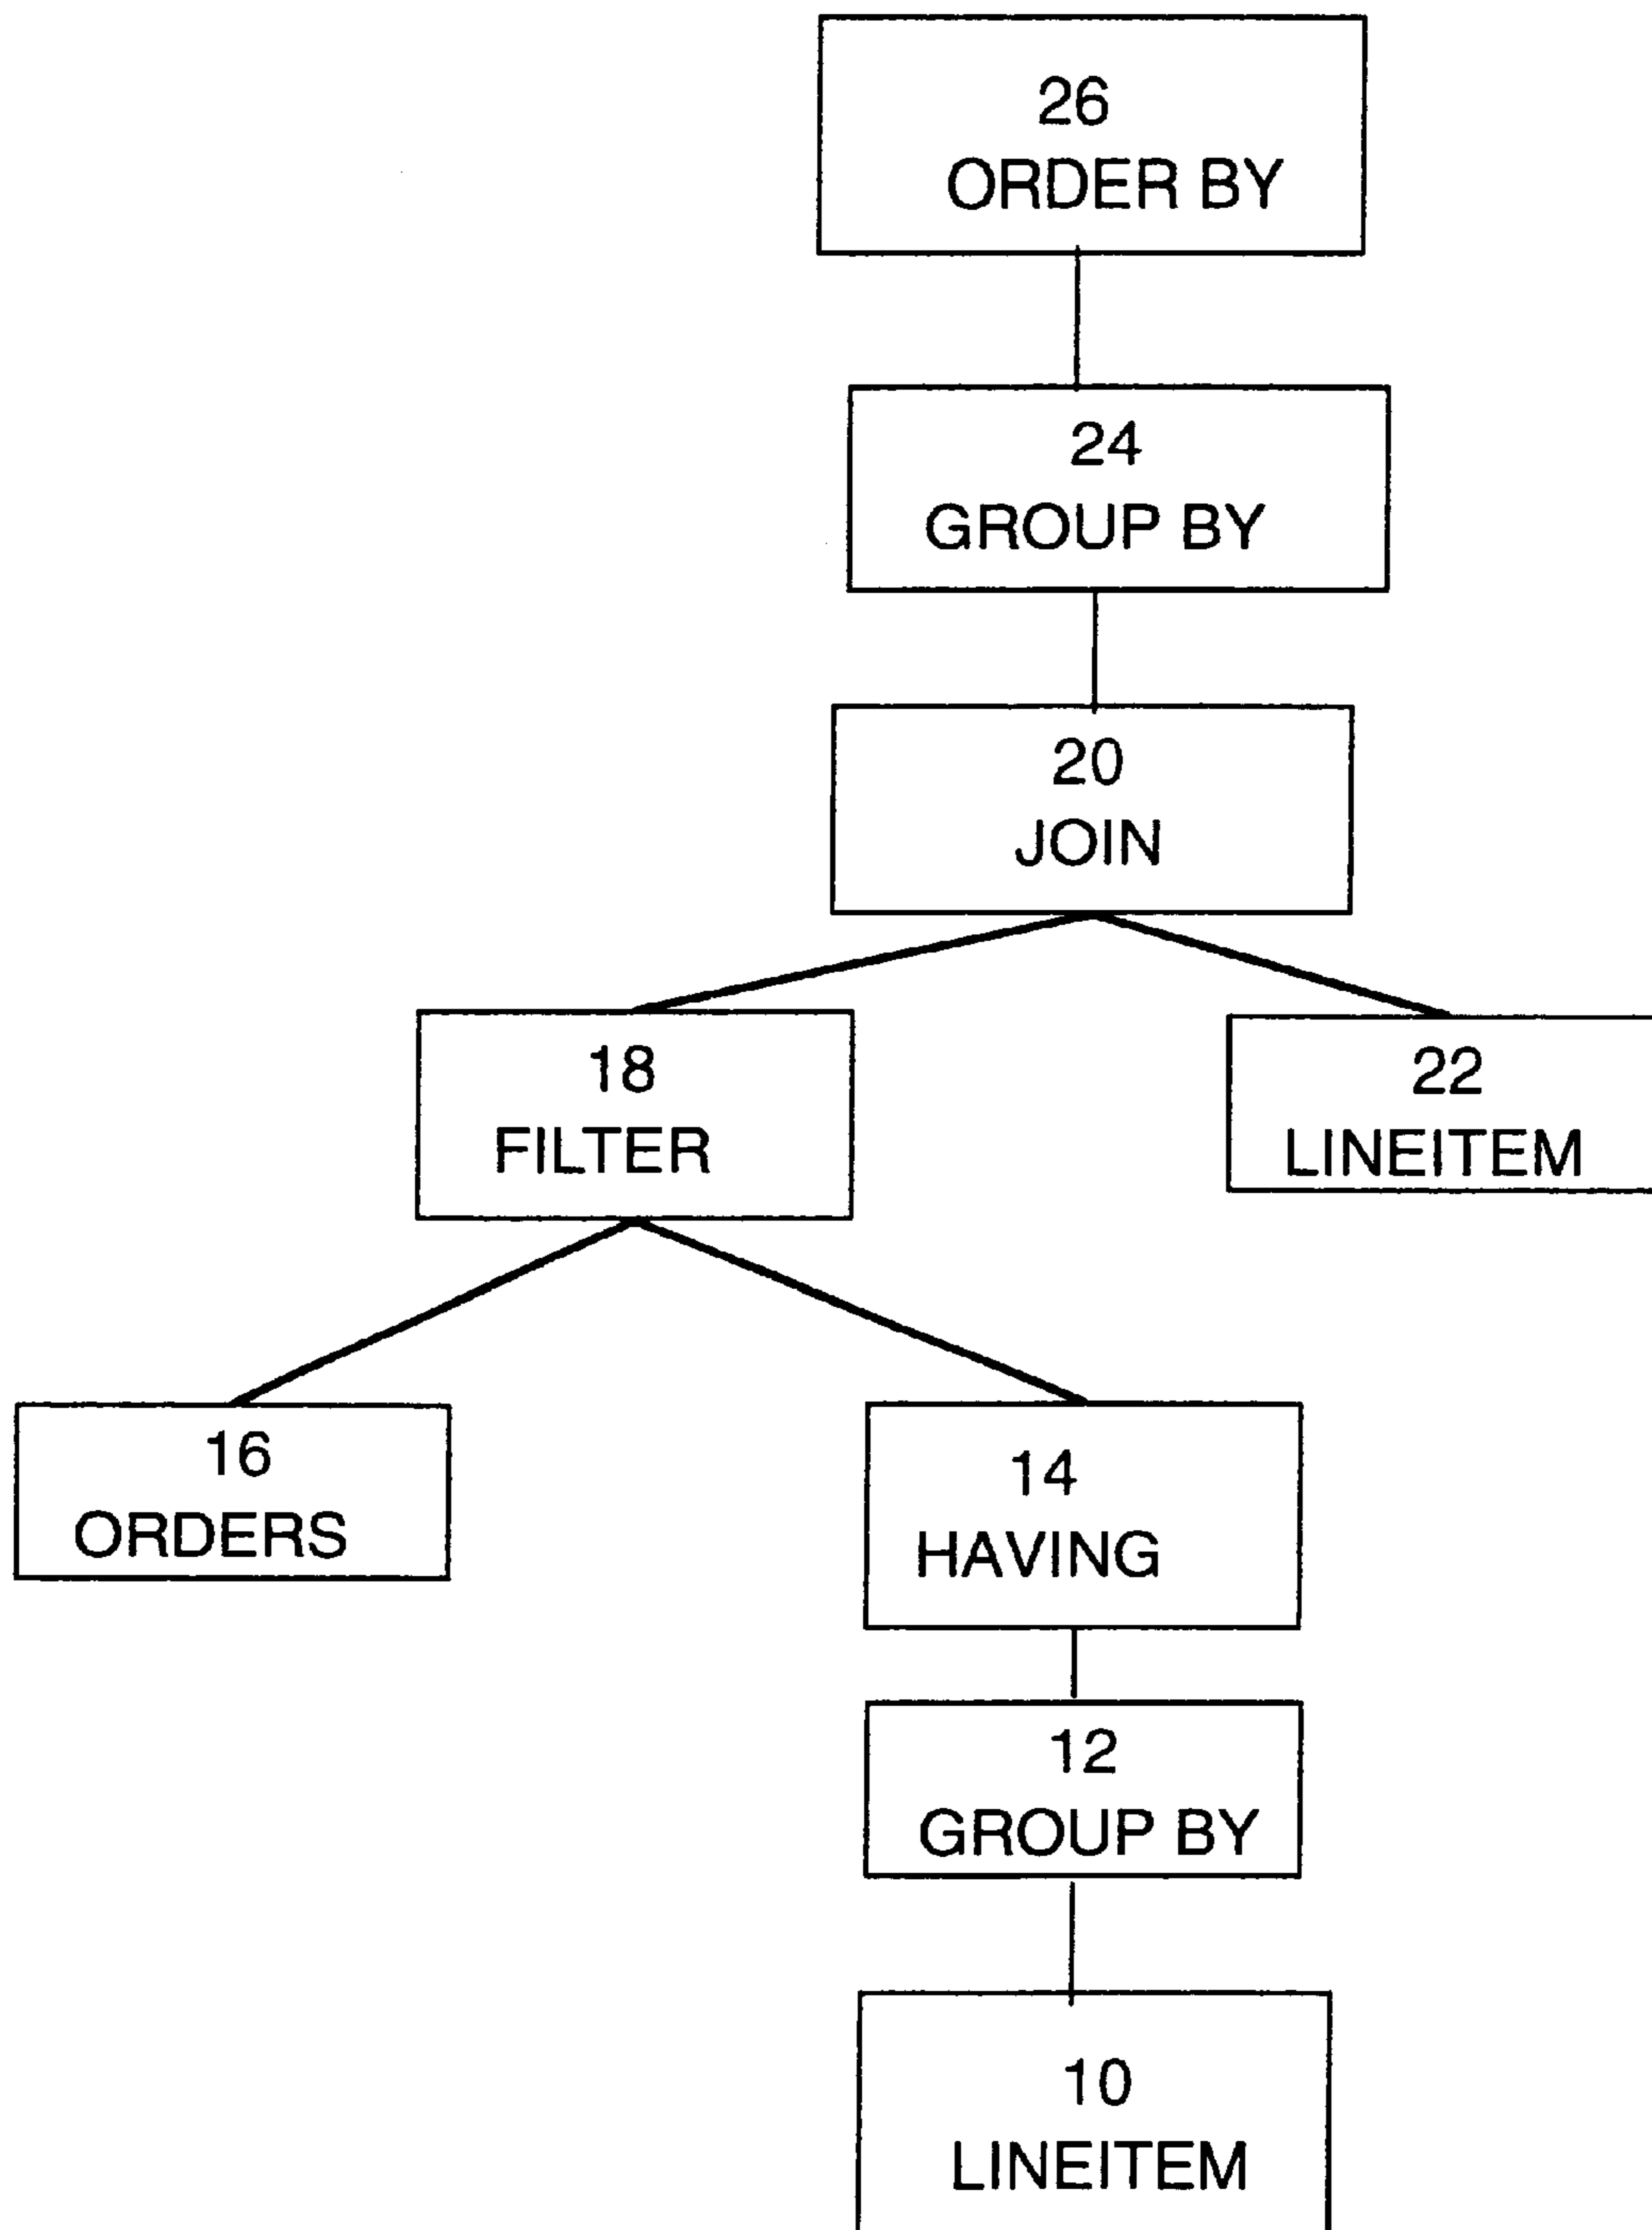 26
ORDER BY
24
GROUP BY
20
JOIN
18
FILTER
22
LINEITEM
16
ORDERS
14
HAVING
12
GROUP BY
10
LINEITEM